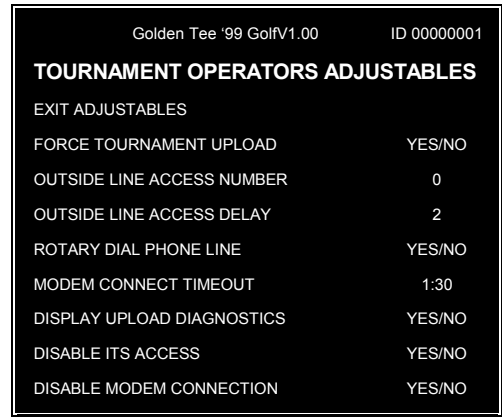 Golden Tee ‘99 GolfV1.00 ID 00000001
TOURNAMENT OPERATORS ADJUSTABLES
EXIT ADJUSTABLES
FORCE TOURNAMENT UPLOAD YES/NO
OUTSIDE LINE ACCESS NUMBER 0
OUTSIDE LINE ACCESS DELAY 2
ROTARY DIAL PHONE LINE YES/NO
MODEM CONNECT TIMEOUT 1:30
DISPLAY UPLOAD DIAGNOSTICS YES/NO
DISABLE ITS ACCESS YES/NO
DISABLE MODEM CONNECTION YES/NO